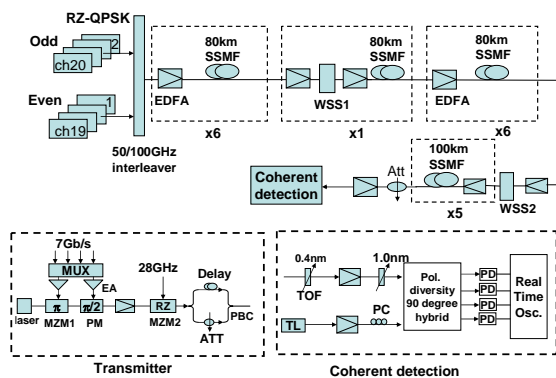 RZ-QPSK
Odd
2
ch20
Even
1
ch19
50/100GHz
interleaver
EDFA
80km
SSMF
x6
WSS1
80km
SSMF
x1
EDFA
80km
SSMF
x6
Coherent
detection
Att
100km
SSMF
x5
WSS2
7Gb/s
MUX
EA
laser
π
MZM1
π/2
PM
28GHz
RZ
MZM2
Delay
ATT
PBC
Transmitter
0.4nm
TOF
1.0nm
TL
PC
Pol.
diversity
90 degree
hybrid
PD
PD
PD
PD
Real
Time
Osc.
Coherent detection